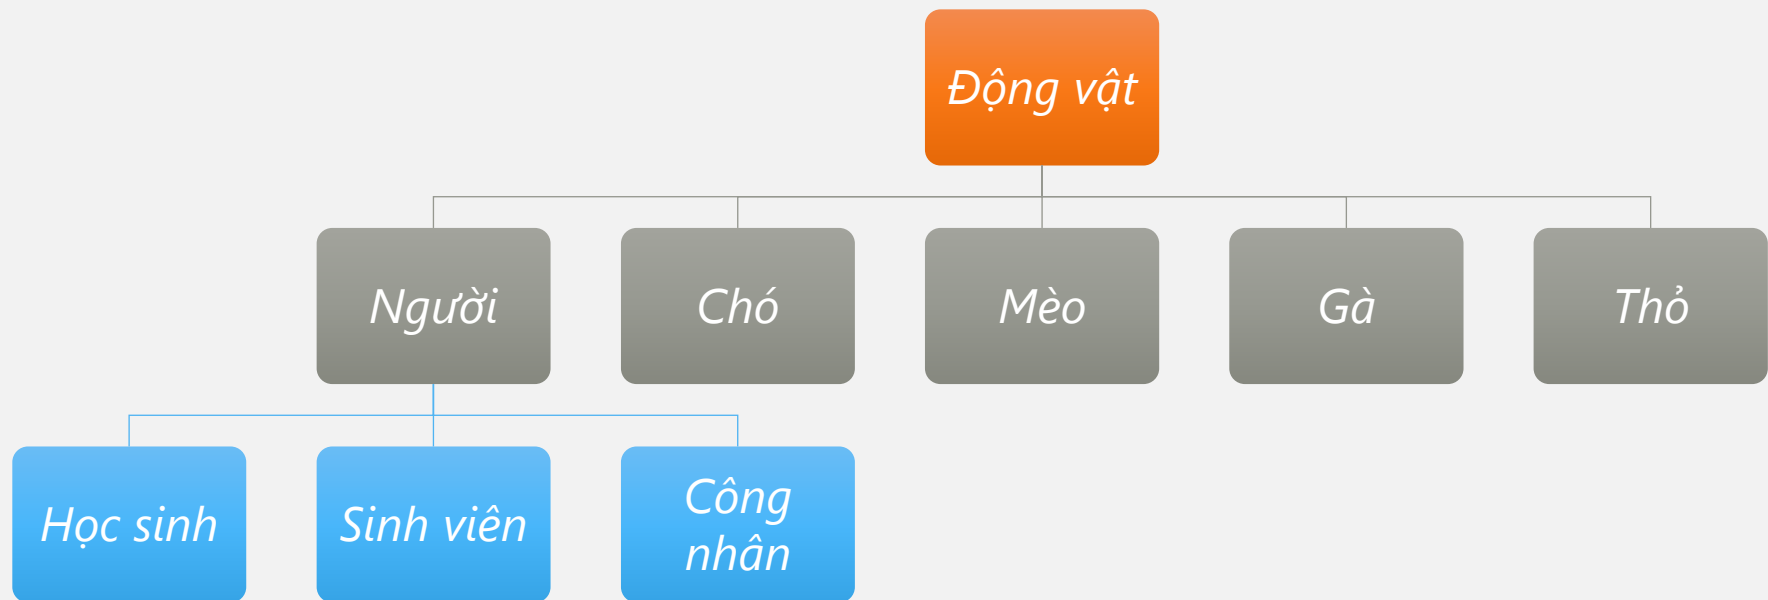 Động vật
Người
Chó
Mèo
Gà
Thỏ
Học sinh
Sinh viên
Công
nhân